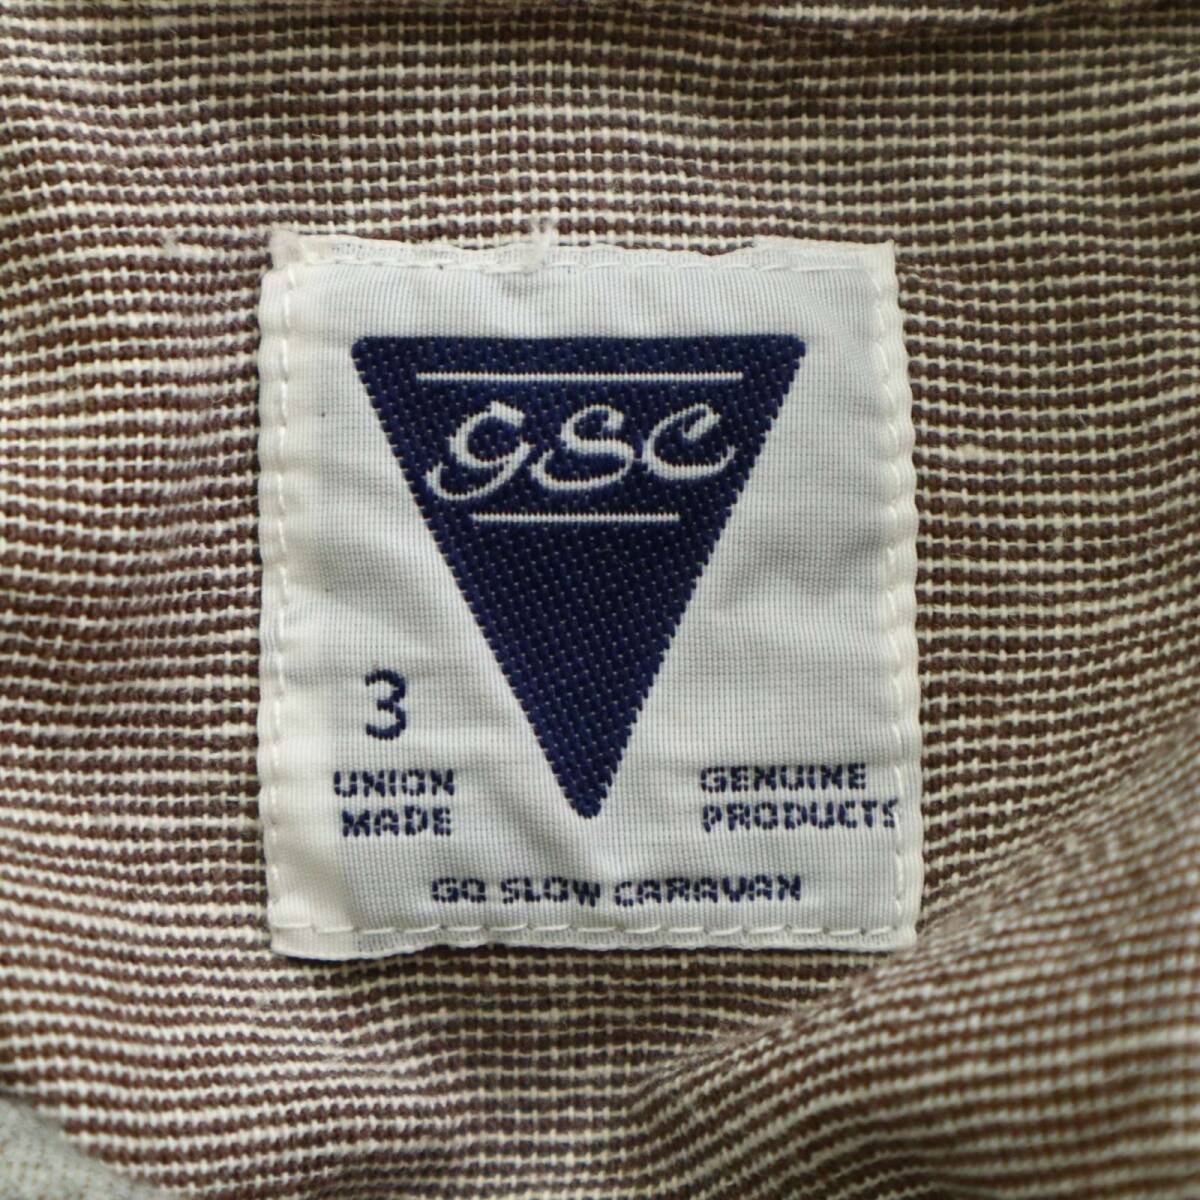 gsc
3
UNION
MADE
GENUINE
PRODUCTS
GO SLOW CARAVAN